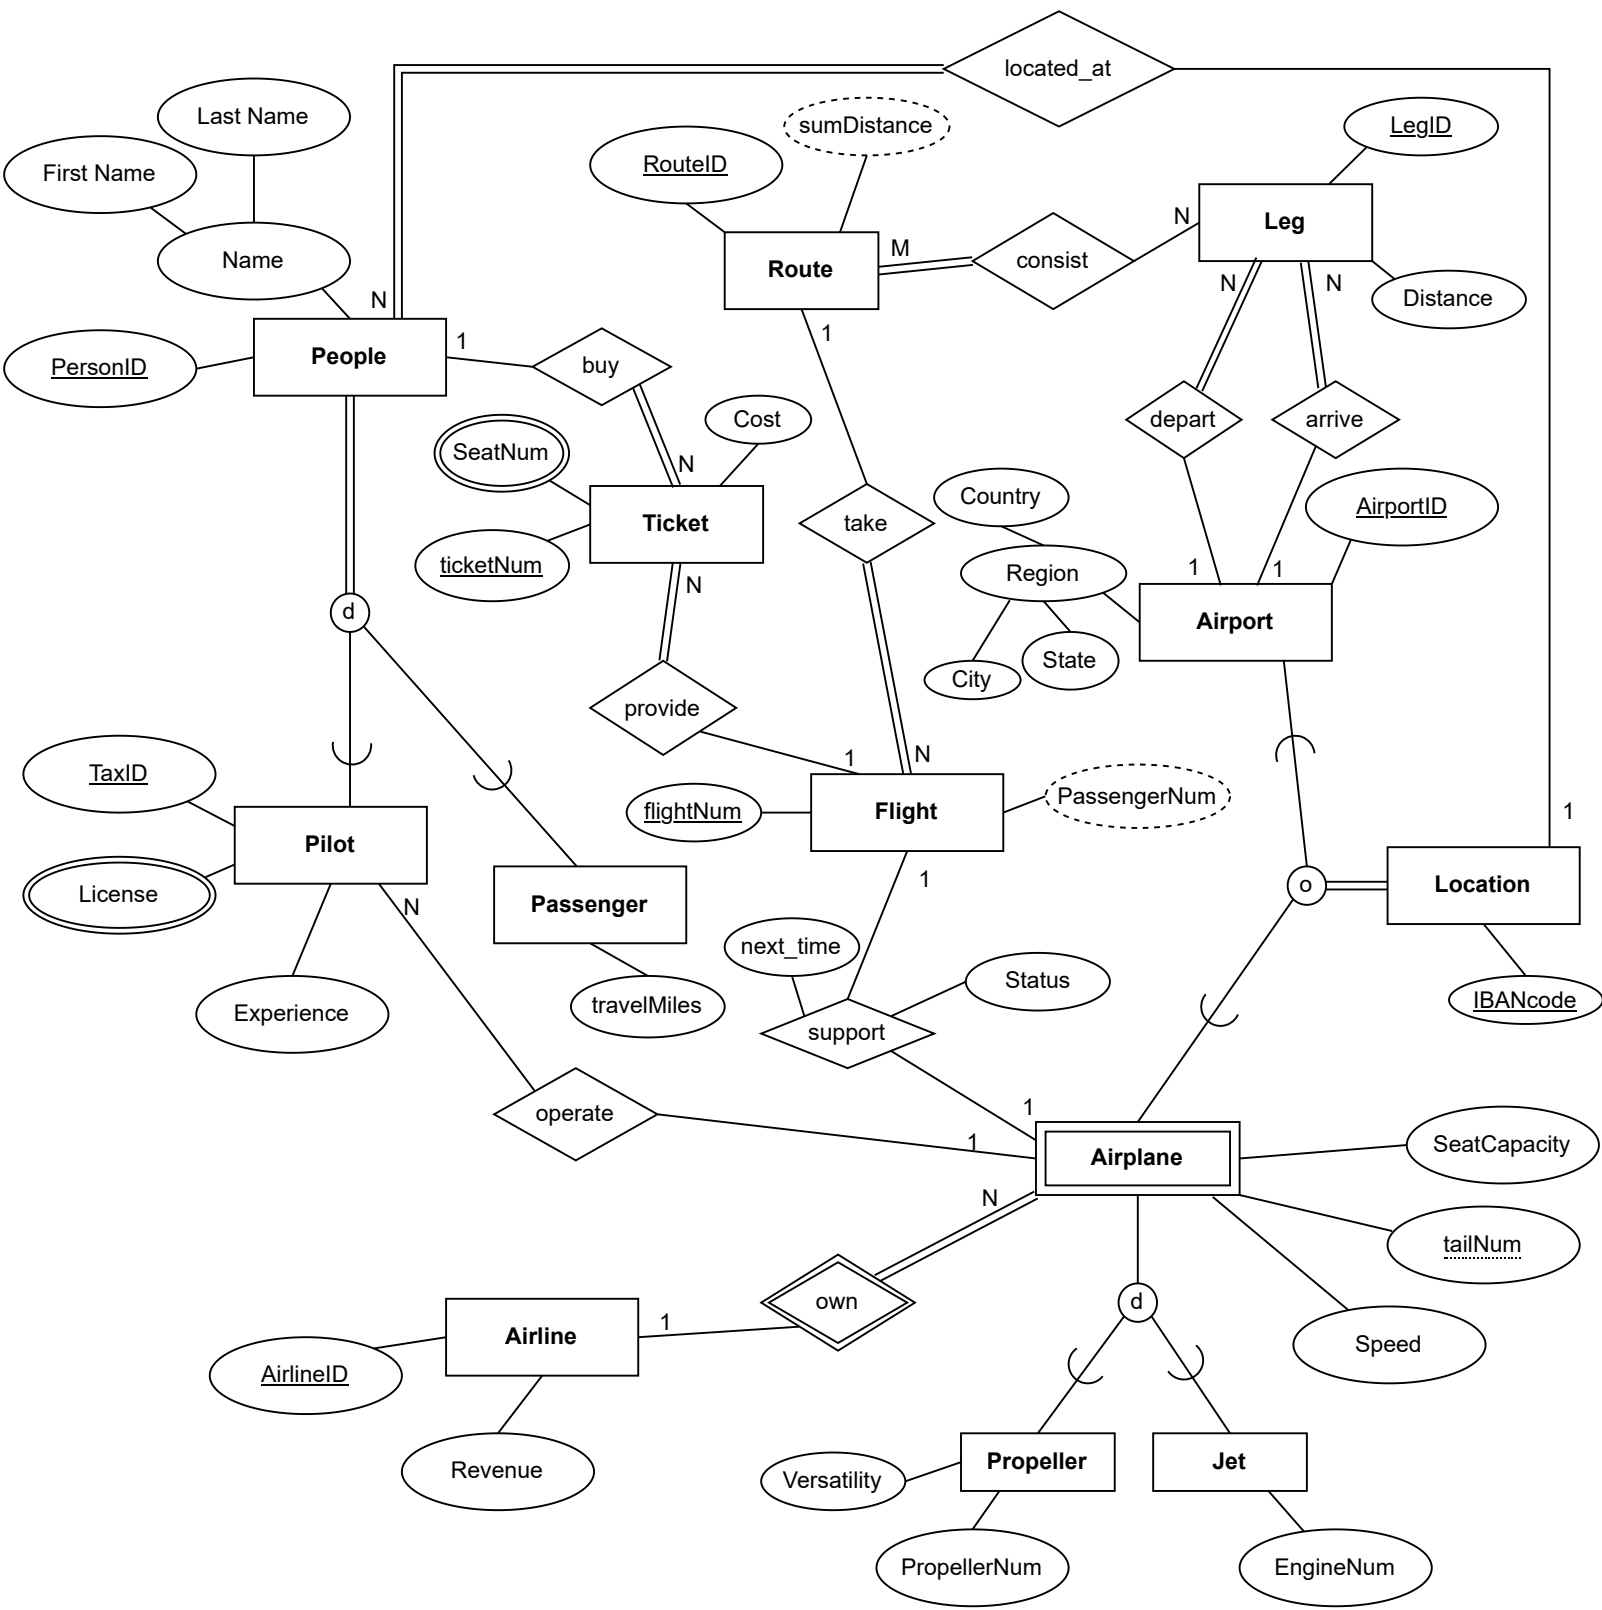 located_at
Last Name
sumDistance
LegID
First Name
RouteID
Leg
N
Name
M
consist
Route
N
N
Distance
N
1
People
1
buy
PersonID
Cost
depart
arrive
SeatNum
N
Country
AirportID
Ticket
take
ticketNum
N
Region
1
1
d
Airport
State
City
provide
1
N
TaxID
PassengerNum
flightNum
Flight
1
Pilot
License
1
o
Location
N
Passenger
next_time
Status
IBANcode
Experience
travelMiles
support
operate
1
1
Airplane
SeatCapacity
N
tailNum
own
d
1
Airline
Speed
AirlineID
Revenue
Propeller
Jet
Versatility
PropellerNum
EngineNum